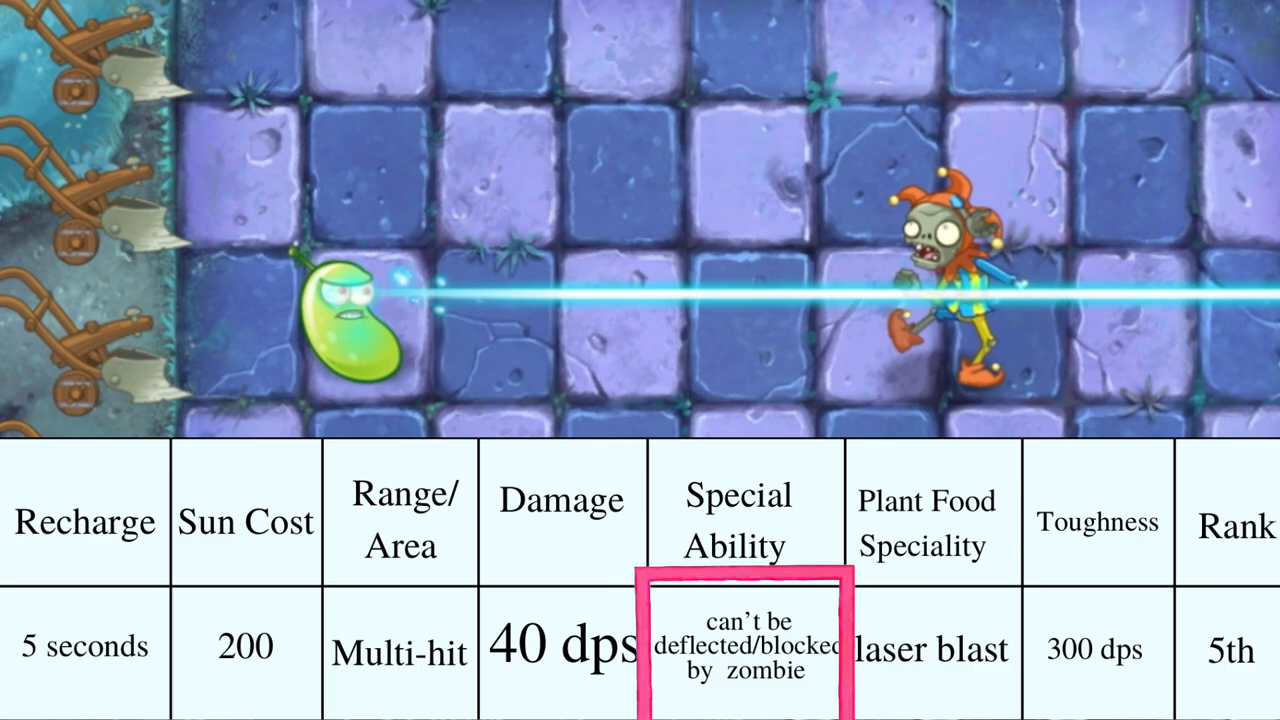 Recharge
Sun Cost
Range/
Area
Damage
Special
Ability
Plant Food
Speciality
Toughness
Rank
5 seconds
200
Multi-hit
40 dps
can't be
deflected/blocked
by zombie
laser blast
300 dps
5th